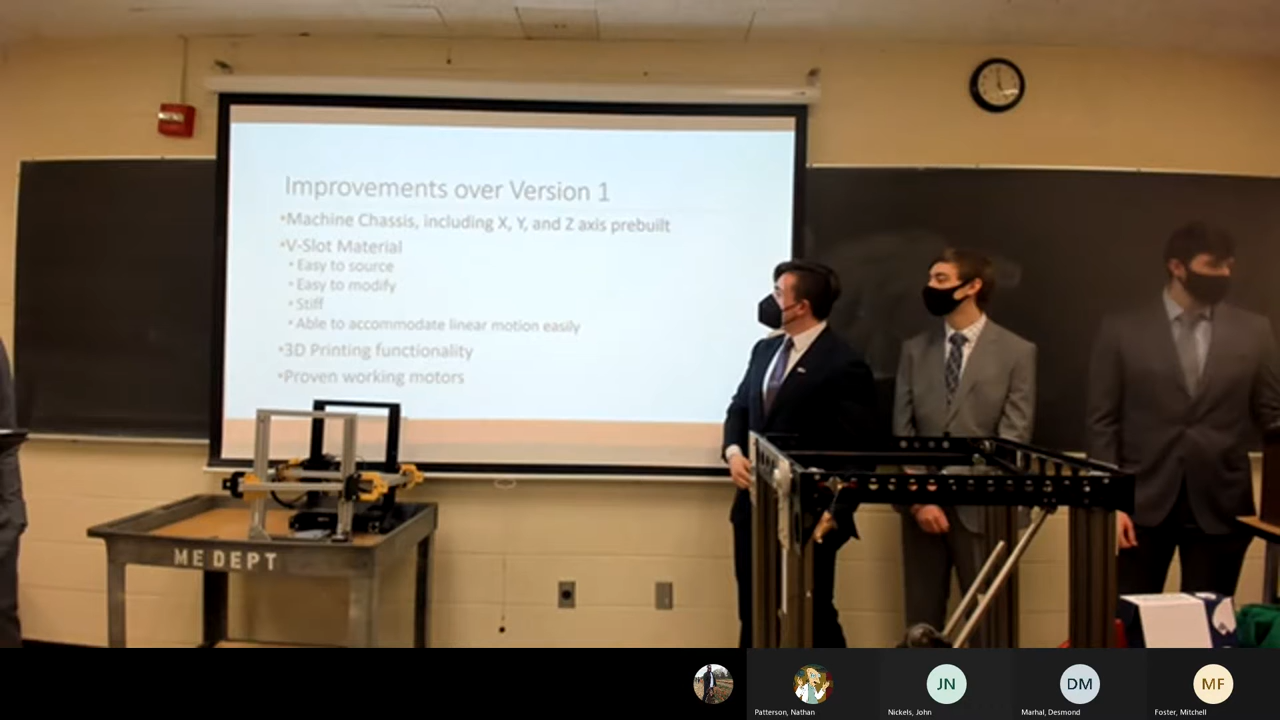 Improvements over Version 1
•Machine Chassis, including X, Y, and Z axis prebuilt
•V-Slot Material
• Easy to source
• Easy to modify
• Stiff
• Able to accommodate linear motion easily
•3D Printing functionality
•Proven working motors
ME DEPT
JN
DM
MF
Patterson, Nathan
Nickels, John
Marhal, Desmond
Foster, Mitchell